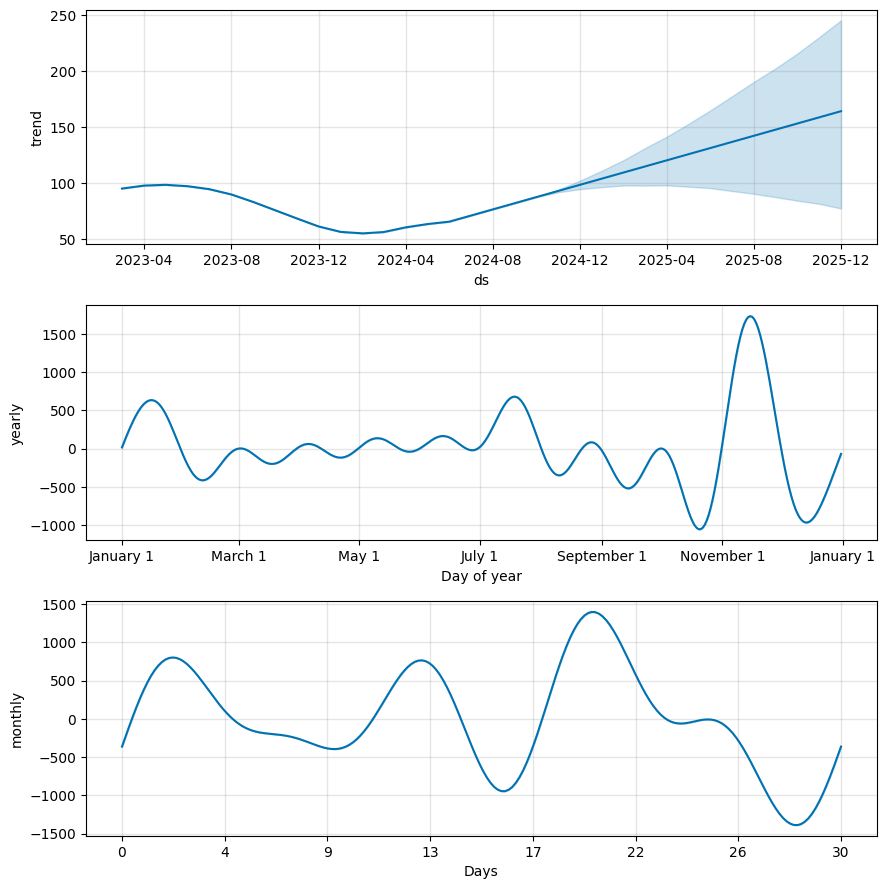 250
200
150
100
50
trend
2023-04 2023-08 2023-12 2024-04 2024-08 2024-12 2025-04 2025-08 2025-12
ds
1500
1000
500
0
−500
−1000
yearly
January 1 March 1 May 1 July 1 September 1 November 1 January 1
Day of year
1500
1000
500
0
−500
−1000
−1500
monthly
0 4 9 13 17 22 26 30
Days